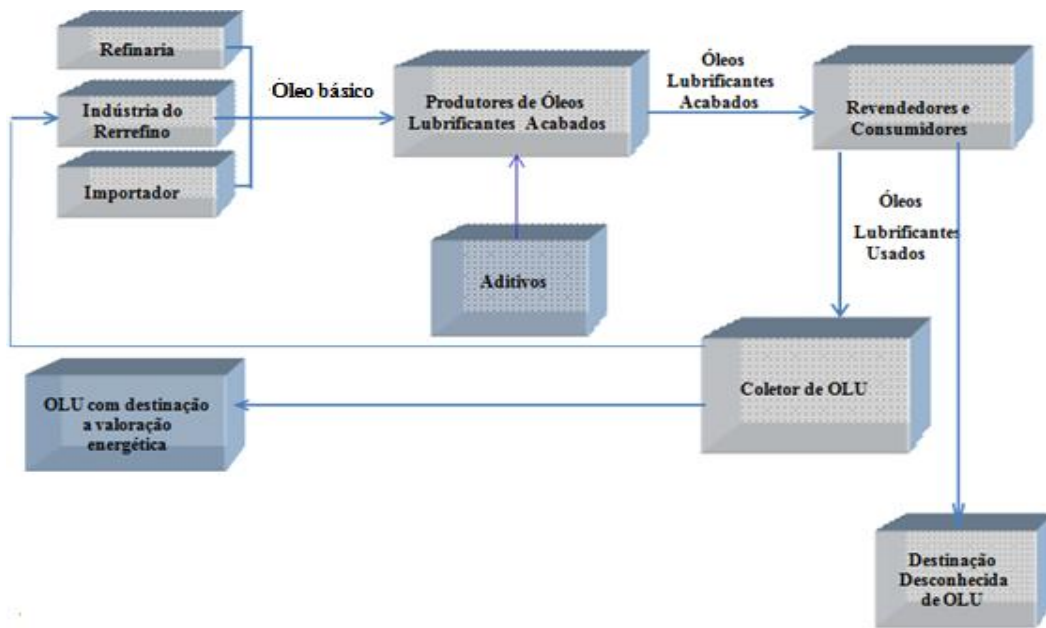 Refinaria
Indústria do
Rerrefino
Importador
Óleo básico
Produtores de Óleos
Lubrificantes Acabados
Óleos
Lubrificantes
Acabados
Revendedores e
Consumidores
Aditivos
Óleos
Lubrificantes
Usados
Coletor de OLU
OLU com destinação
a valoração
energética
Destinação
Desconhecida
de OLU